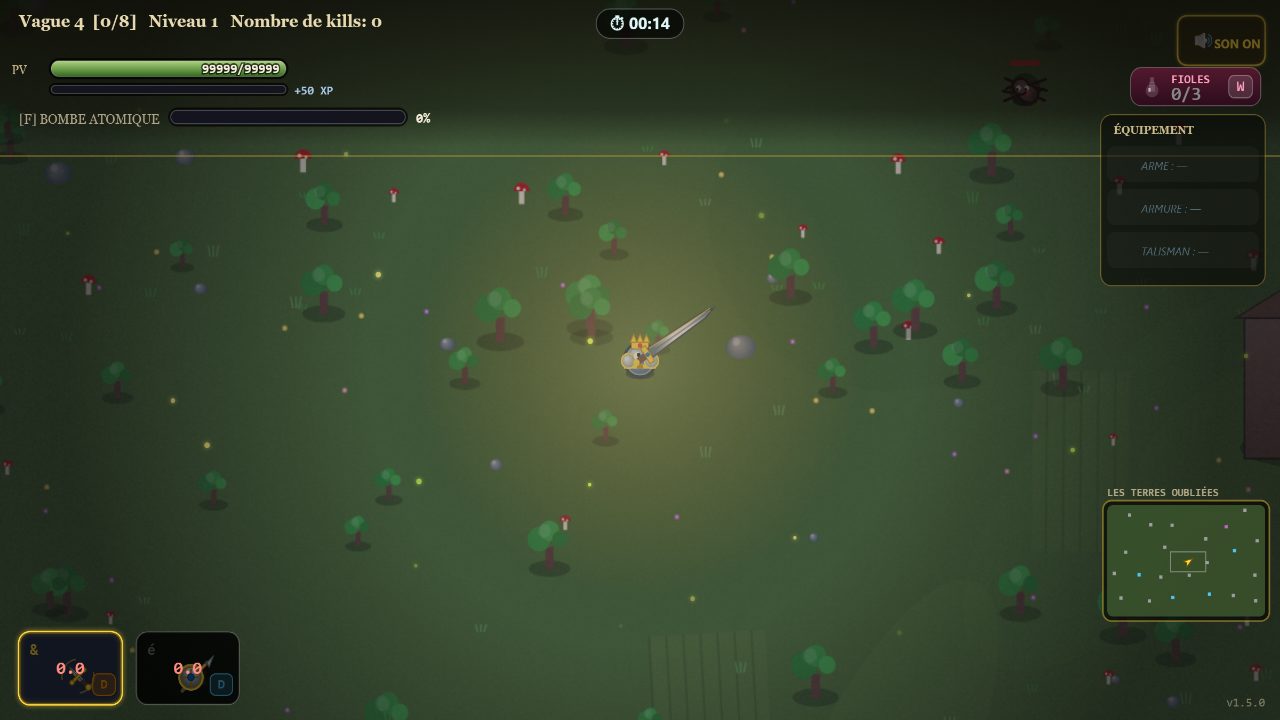 Vague 4 [0/8] Niveau 1 Nombre de kills: 0
00:14
SON ON
PV
99999/99999
+50 XP
FIOLES
0/3
W
[F] BOMBE ATOMIQUE
0%
ÉQUIPEMENT
ARME : —
ARMURE : —
TALISMAN : —
LES TERRES OUBLIÉES
&
0.0
D
é
0.0
D
v1.5.0